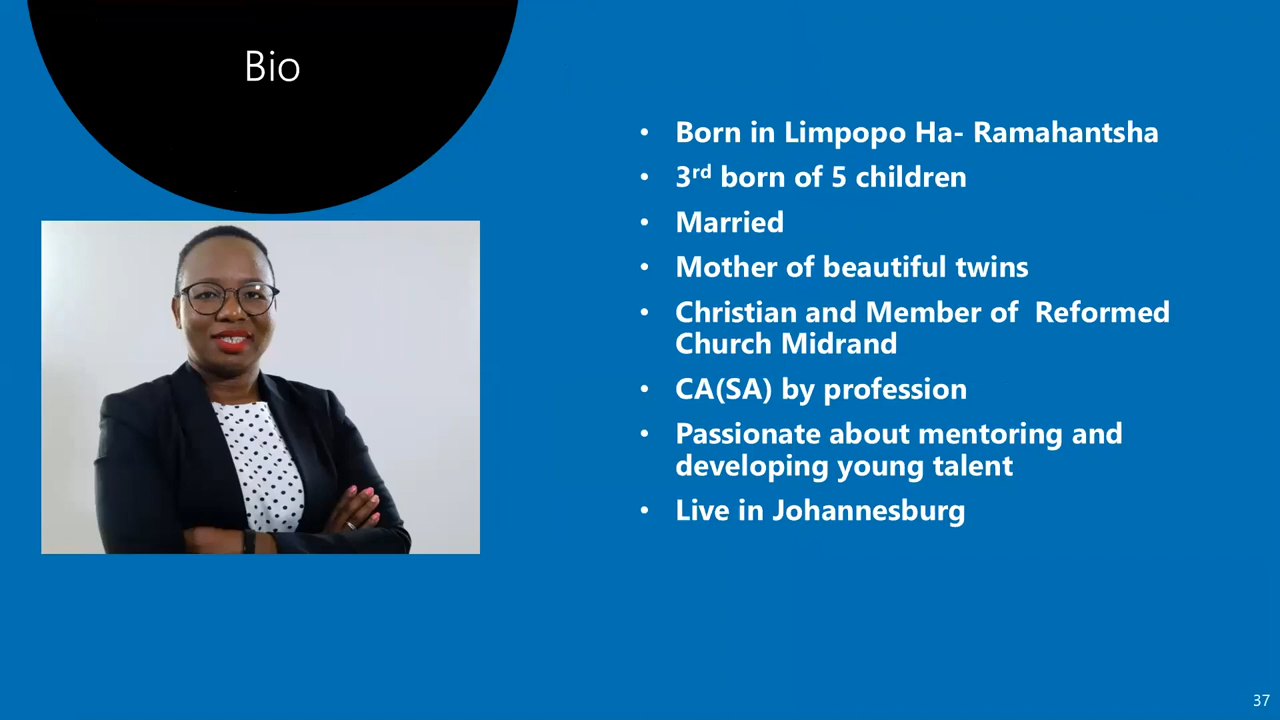 Bio
• Born in Limpopo Ha- Ramahantsha
• 3rd born of 5 children
• Married
• Mother of beautiful twins
• Christian and Member of  Reformed
Church Midrand
• CA(SA) by profession
• Passionate about mentoring and
developing young talent
• Live in Johannesburg
37